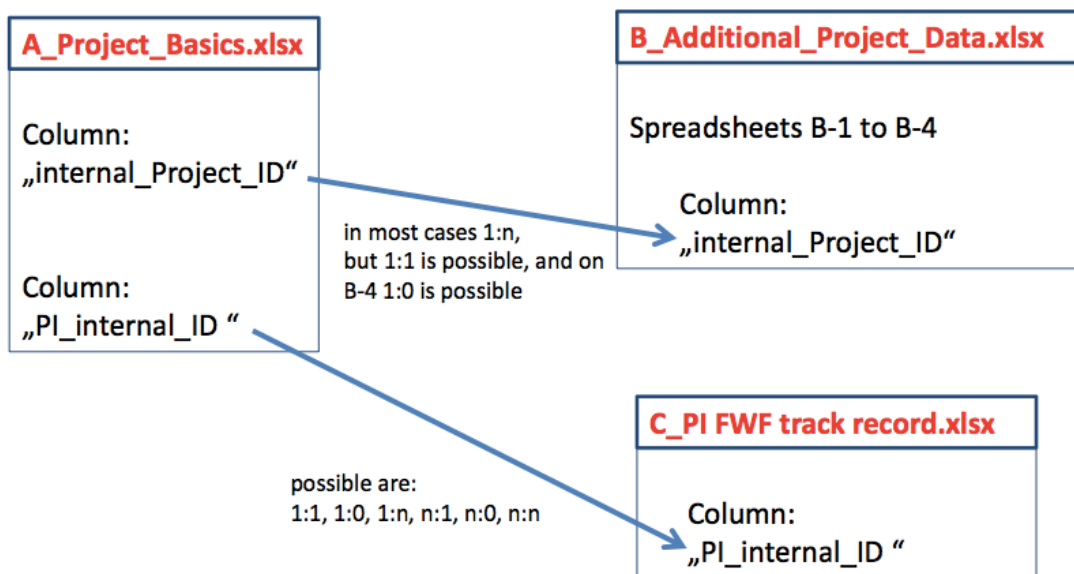 A_Project_Basics.xlsx
Column:
„internal_Project_ID“
Column:
„PI_internal_ID “
B_Additional_Project_Data.xlsx
Spreadsheets B-1 to B-4
Column:
„internal_Project_ID“
in most cases 1:n,
but 1:1 is possible, and on
B-4 1:0 is possible
C_PI FWF track record.xlsx
Column:
„PI_internal_ID “
possible are:
1:1, 1:0, 1:n, n:1, n:0, n:n